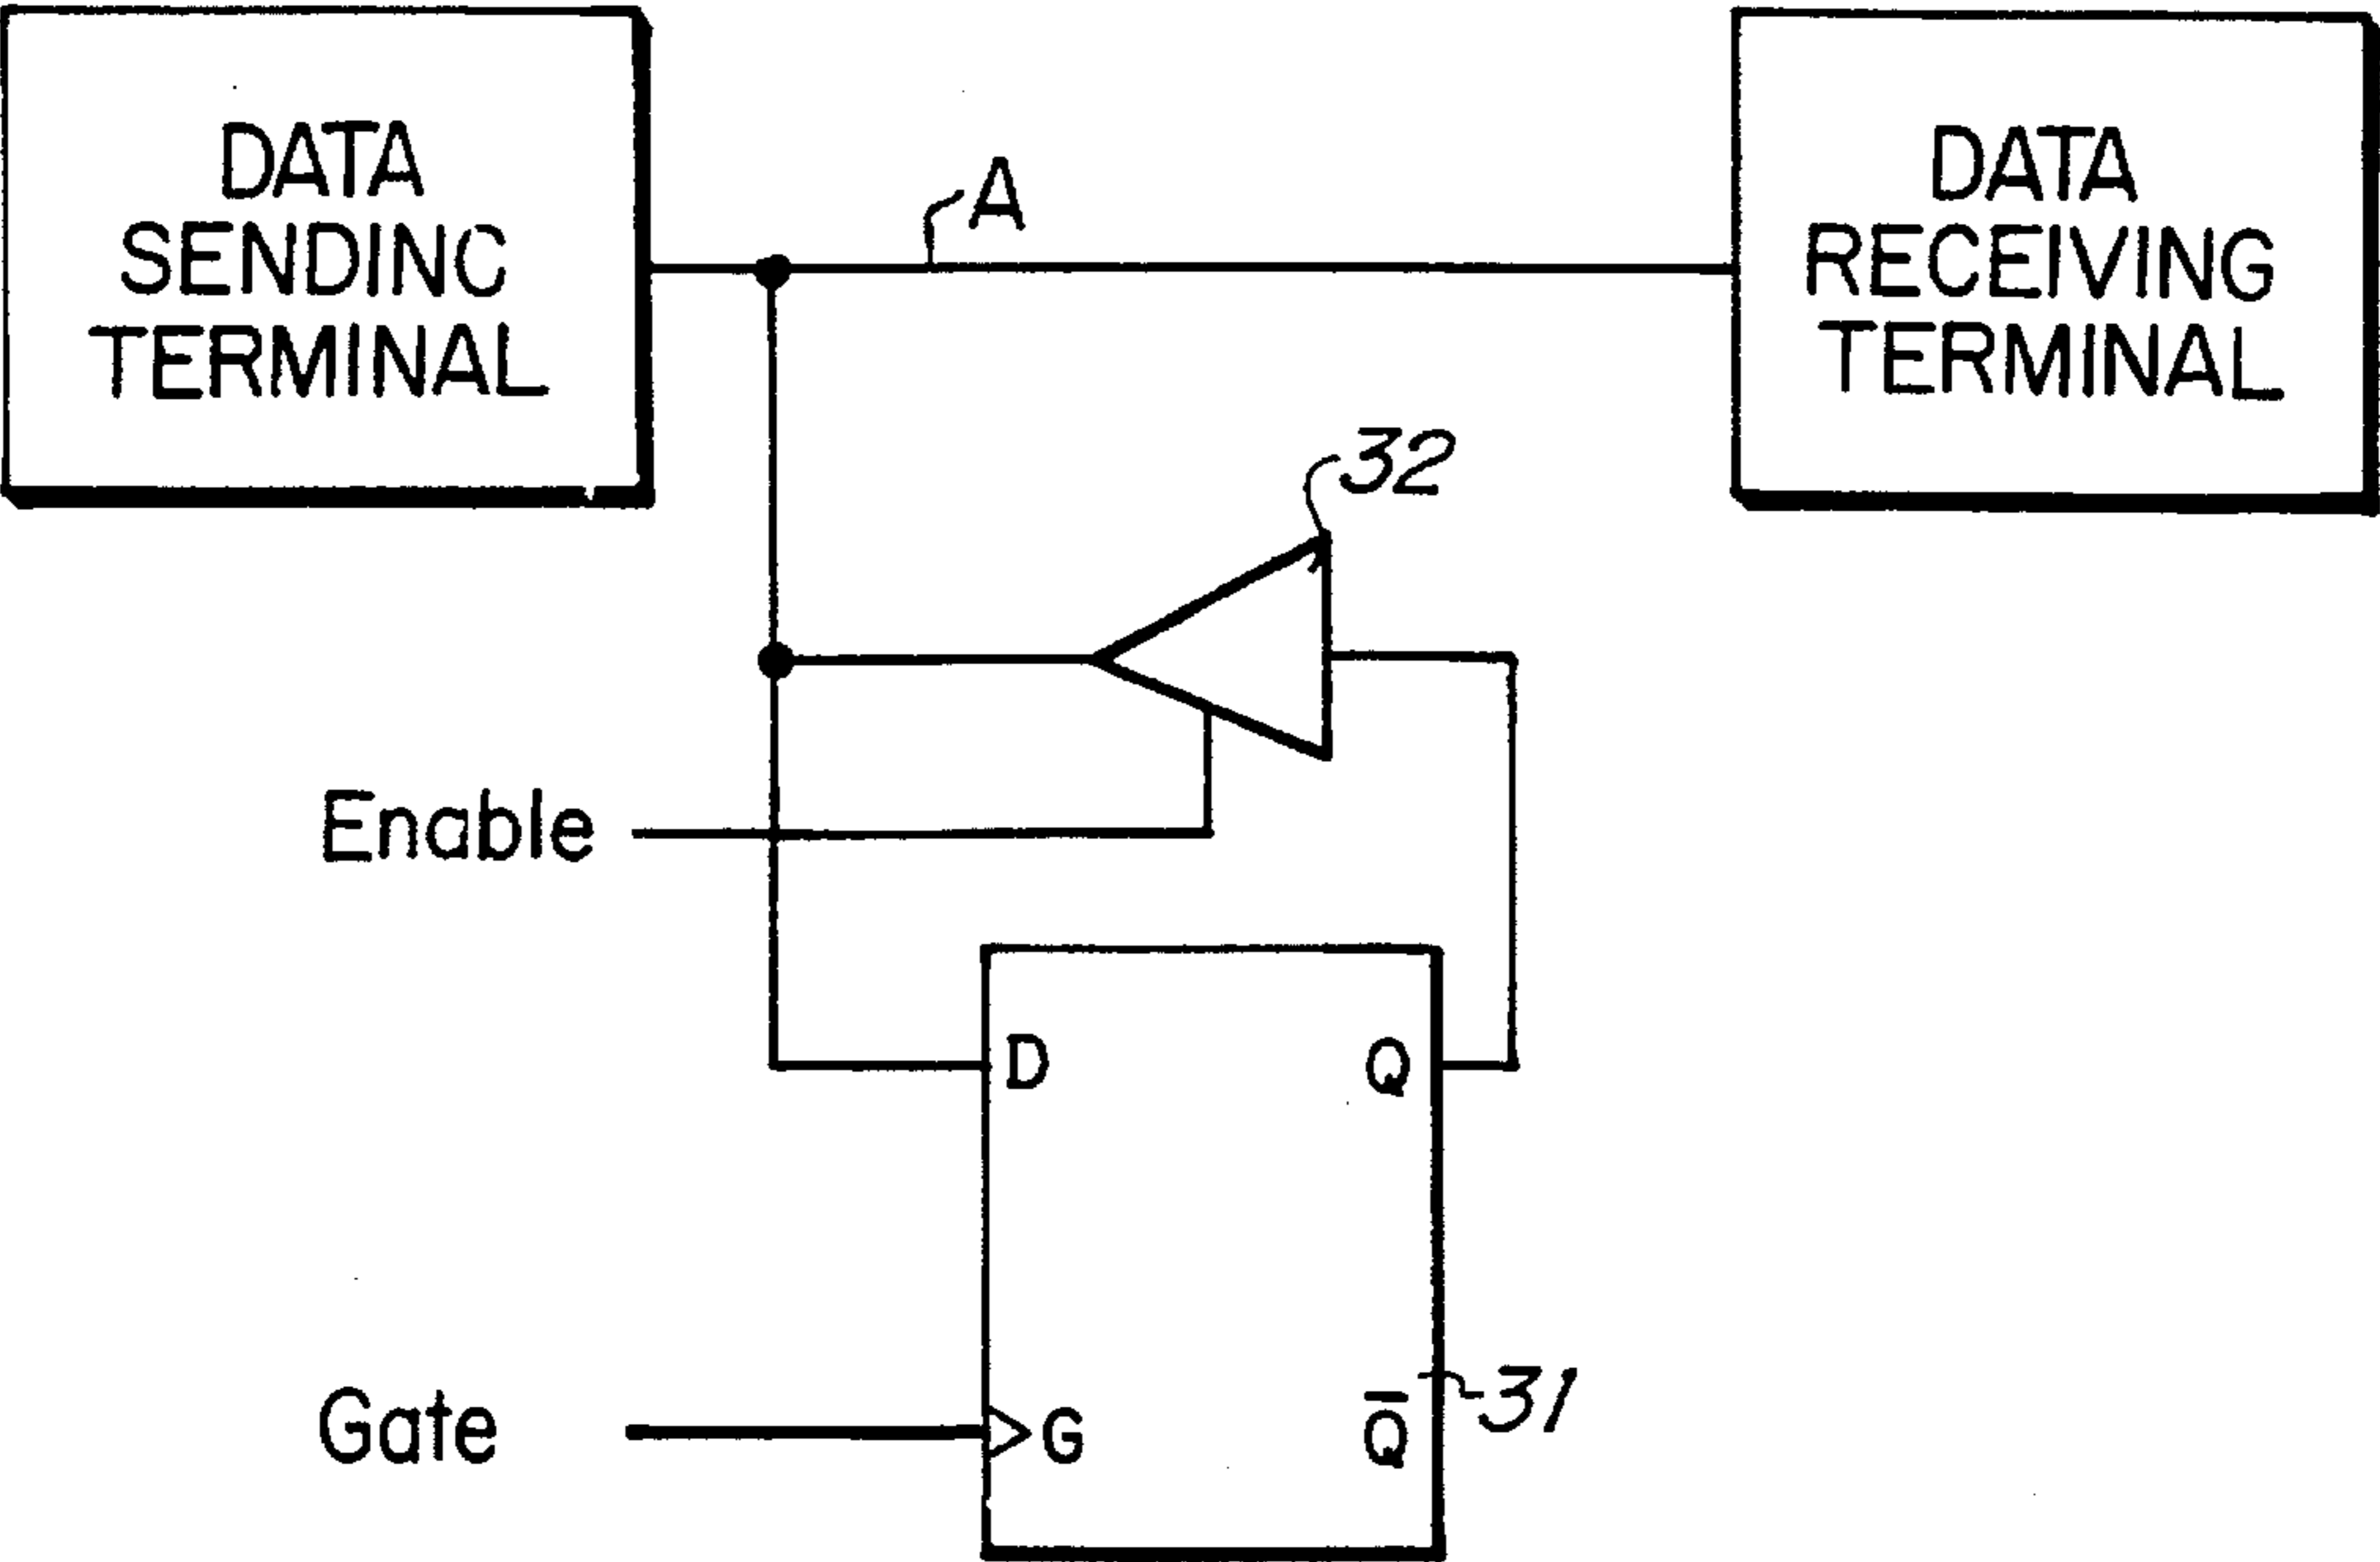 DATA
SENDINC
TERMINAL
DATA
RECEIVING
TERMINAL
A
32
Enable
D
Q
Gate
G
Q̅
31